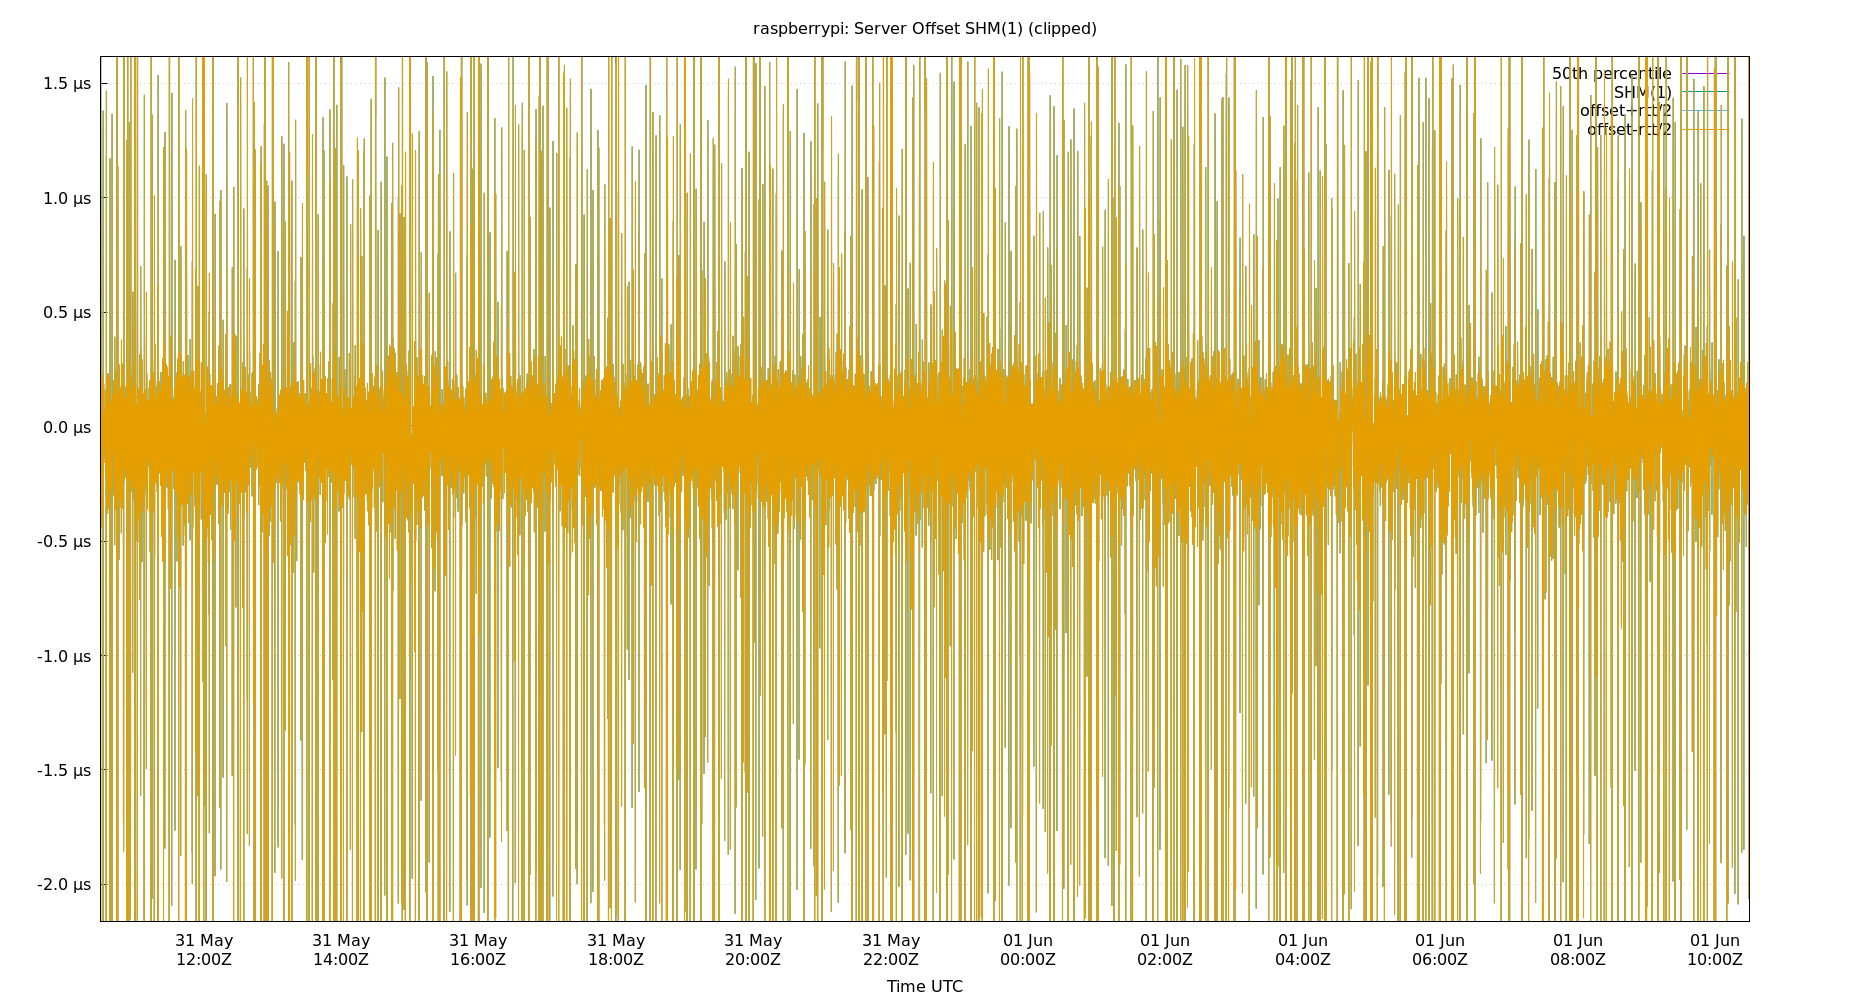 raspberrypi: Server Offset SHM(1) (clipped)
50th percentile
SHM(1)
offset+rtt/2
offset-rtt/2
1.5 µs
1.0 µs
0.5 µs
0.0 µs
-0.5 µs
-1.0 µs
-1.5 µs
-2.0 µs
31 May 31 May 31 May 31 May 31 May 31 May 01 Jun 01 Jun 01 Jun 01 Jun 01 Jun 01 Jun
12:00Z 14:00Z 16:00Z 18:00Z 20:00Z 22:00Z 00:00Z 02:00Z 04:00Z 06:00Z 08:00Z 10:00Z
Time UTC